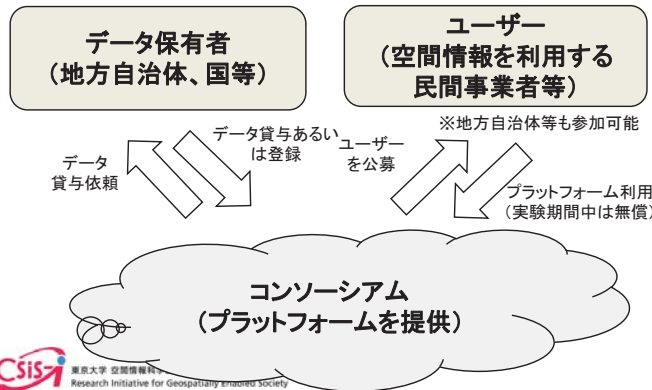 データ保有者
(地方自治体、国等)
ユーザー
(空間情報を利用する
民間事業者等)
※地方自治体等も参加可能
データ
貸与依頼
データ貸与あるい
は登録
ユーザー
を公募
プラットフォーム利用
(実験期間中は無償)
コンソーシアム
(プラットフォームを提供)
CSiS-i
東京大学 空間情報科学
Research Initiative for Geospatially Enabled Society